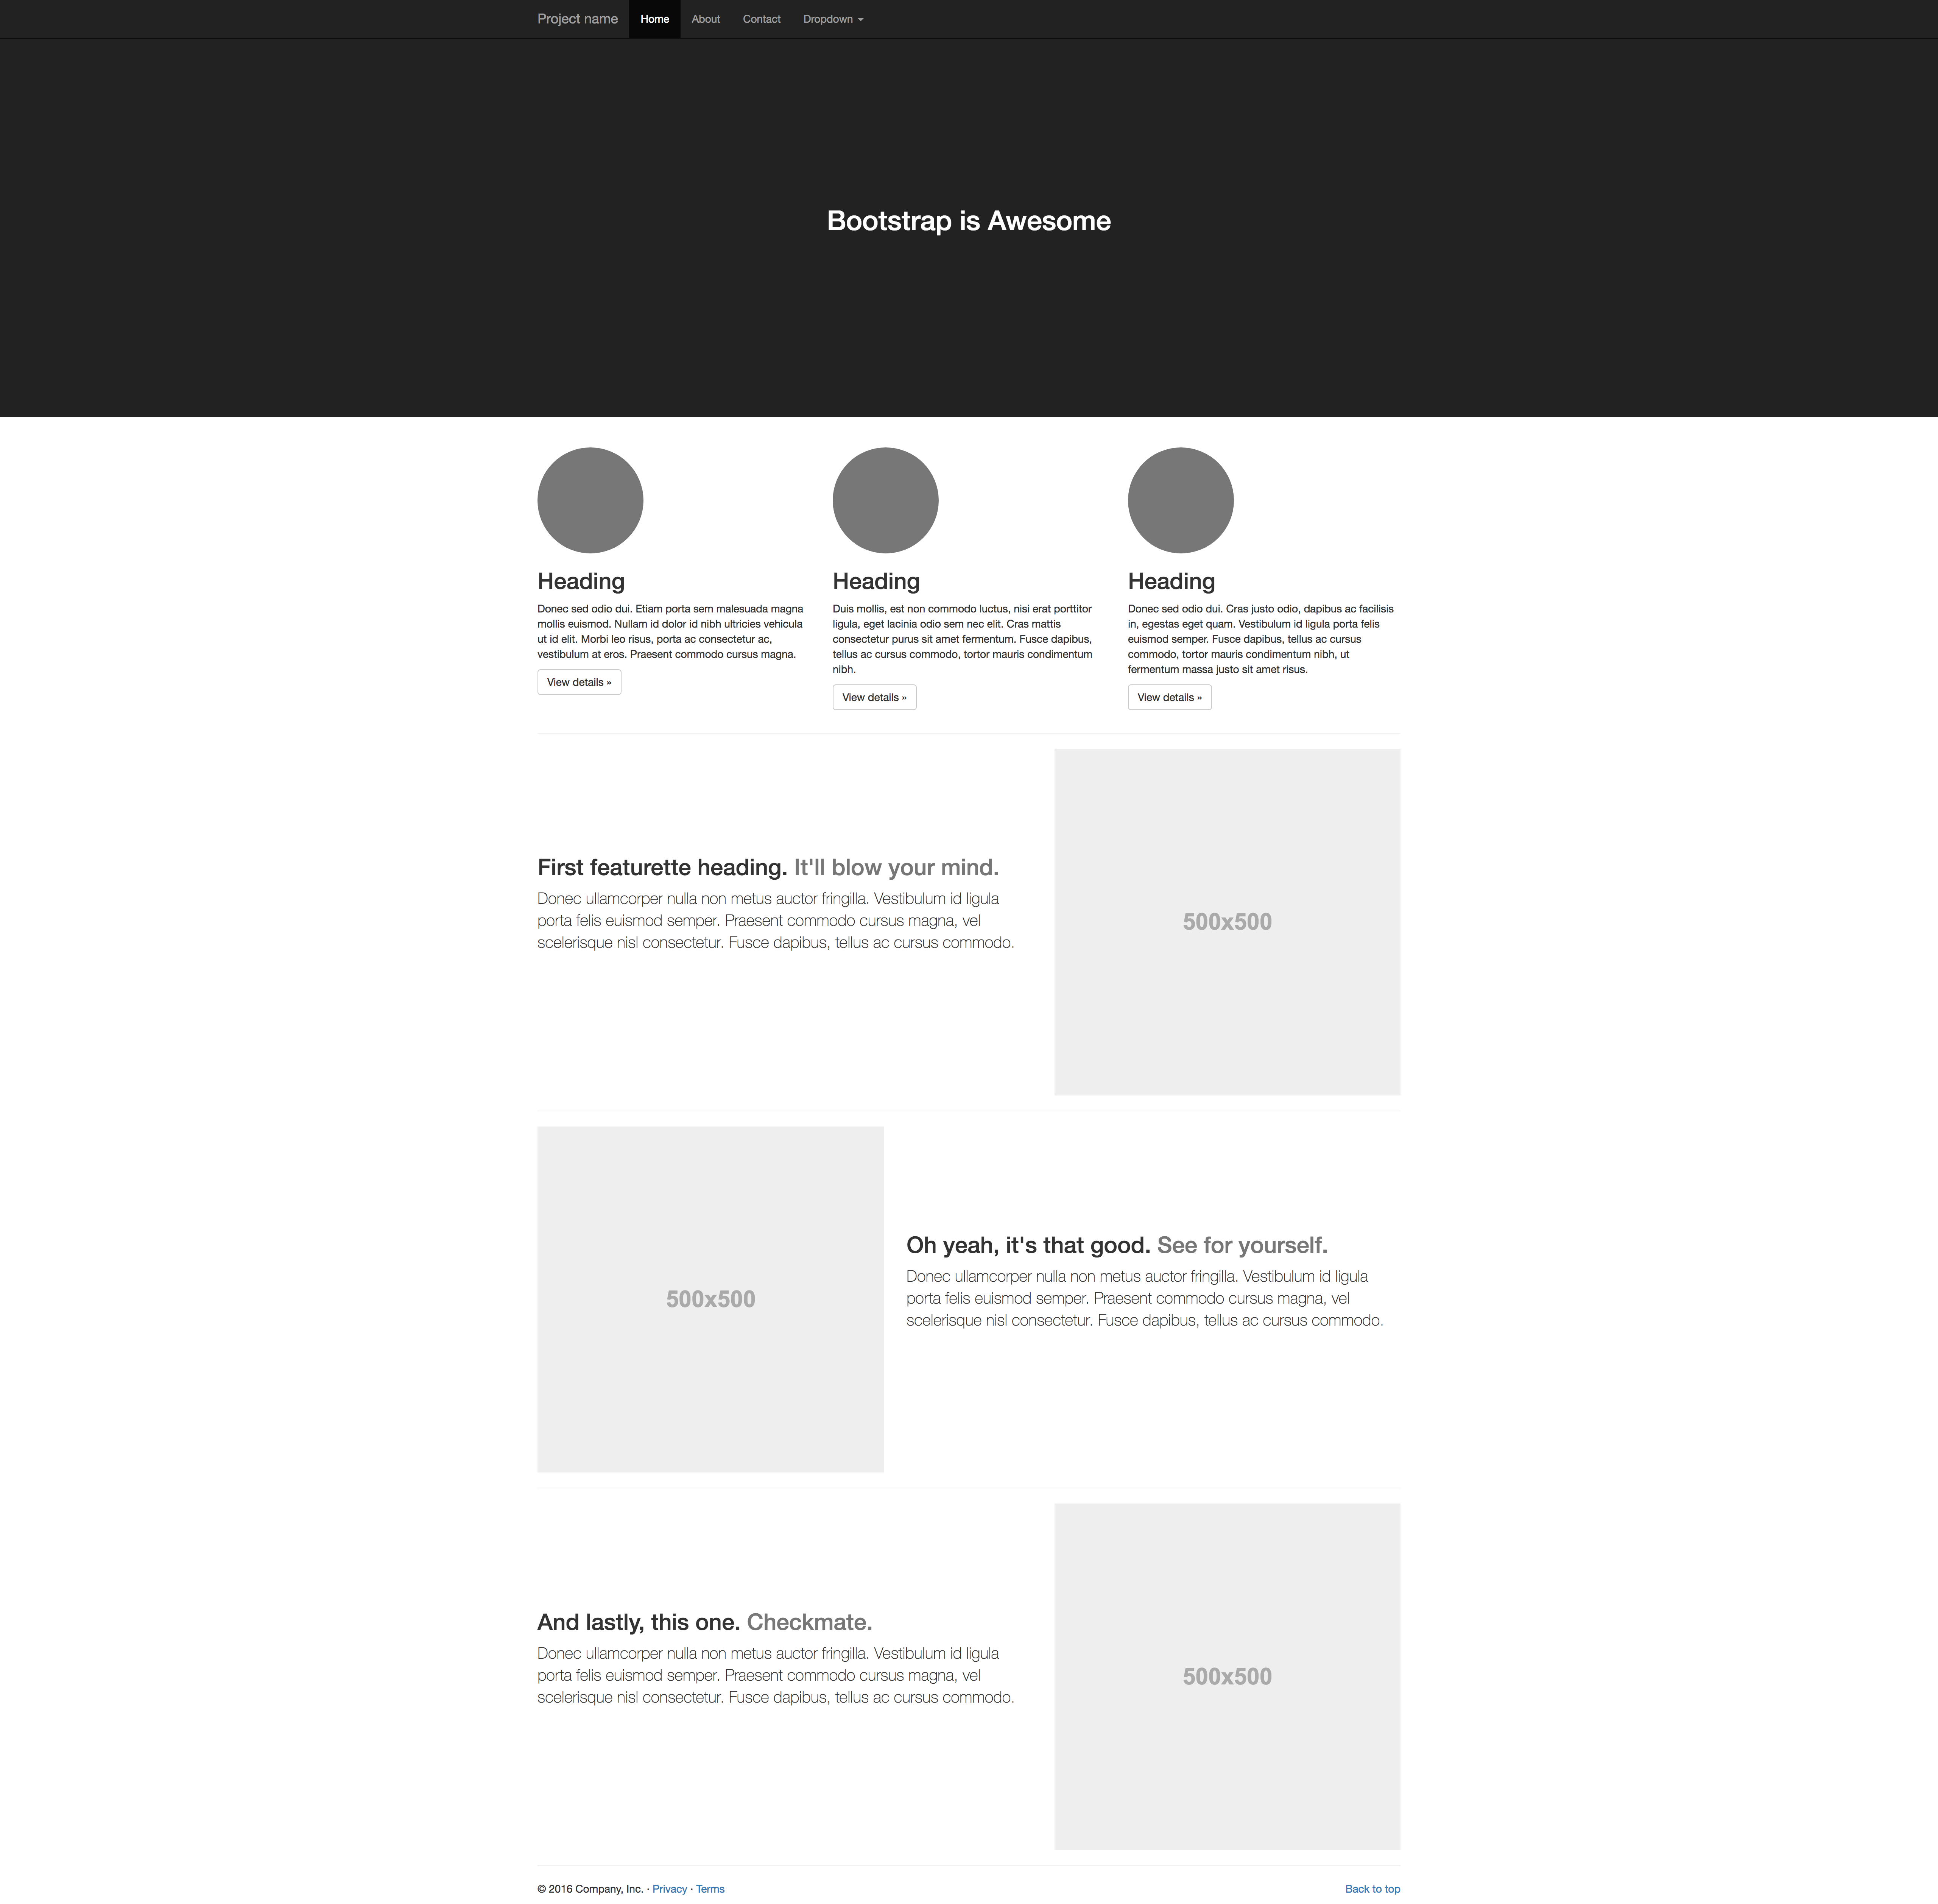 Project name Home About Contact Dropdown
Bootstrap is Awesome
Heading
Donec sed odio dui. Etiam porta sem malesuada magna
mollis euismod. Nullam id dolor id nibh ultricies vehicula
ut id elit. Morbi leo risus, porta ac consectetur ac,
vestibulum at eros. Praesent commodo cursus magna.
View details »
Heading
Duis mollis, est non commodo luctus, nisi erat porttitor
ligula, eget lacinia odio sem nec elit. Cras mattis
consectetur purus sit amet fermentum. Fusce dapibus,
tellus ac cursus commodo, tortor mauris condimentum
nibh.
View details »
Heading
Donec sed odio dui. Cras justo odio, dapibus ac facilisis
in, egestas eget quam. Vestibulum id ligula porta felis
euismod semper. Fusce dapibus, tellus ac cursus
commodo, tortor mauris condimentum nibh, ut
fermentum massa justo sit amet risus.
View details »
First featurette heading. It'll blow your mind.
Donec ullamcorper nulla non metus auctor fringilla. Vestibulum id ligula
porta felis euismod semper. Praesent commodo cursus magna, vel
scelerisque nisl consectetur. Fusce dapibus, tellus ac cursus commodo.
500x500
500x500
Oh yeah, it's that good. See for yourself.
Donec ullamcorper nulla non metus auctor fringilla. Vestibulum id ligula
porta felis euismod semper. Praesent commodo cursus magna, vel
scelerisque nisl consectetur. Fusce dapibus, tellus ac cursus commodo.
And lastly, this one. Checkmate.
Donec ullamcorper nulla non metus auctor fringilla. Vestibulum id ligula
porta felis euismod semper. Praesent commodo cursus magna, vel
scelerisque nisl consectetur. Fusce dapibus, tellus ac cursus commodo.
500x500
© 2016 Company, Inc. · Privacy · Terms
Back to top